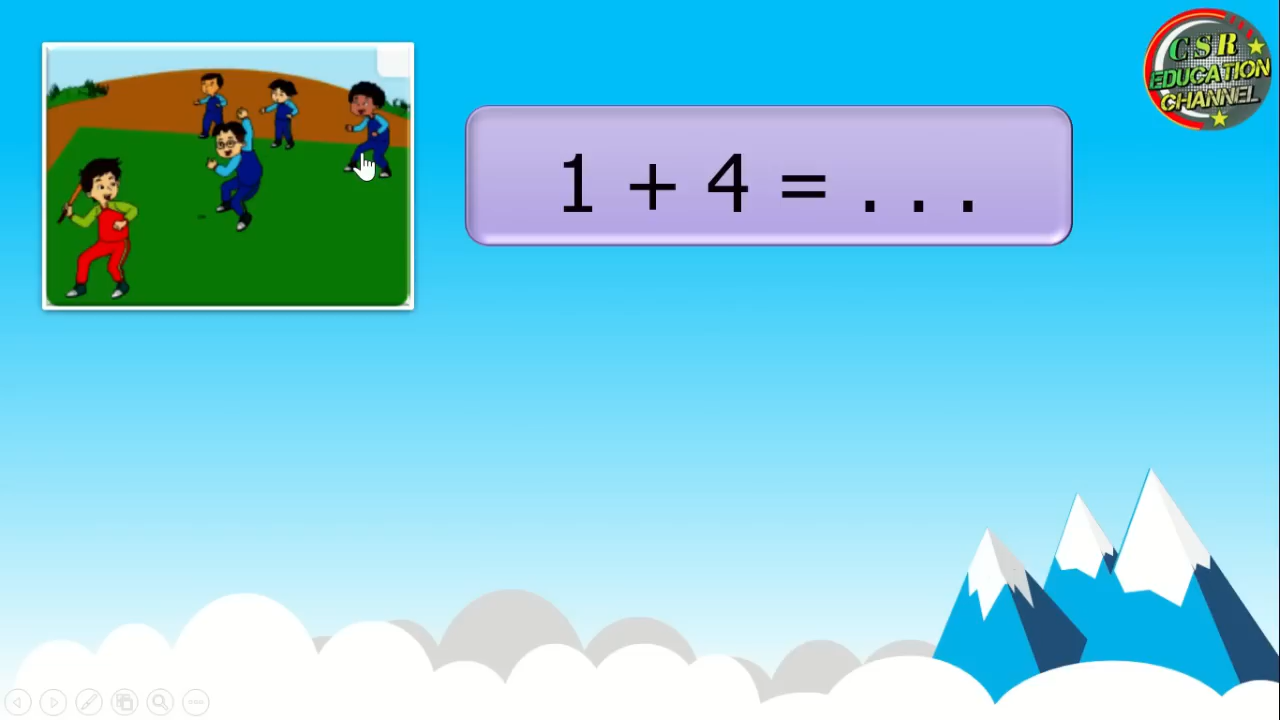 CSR
EDUCATION
CHANNEL
1 + 4 = . . .